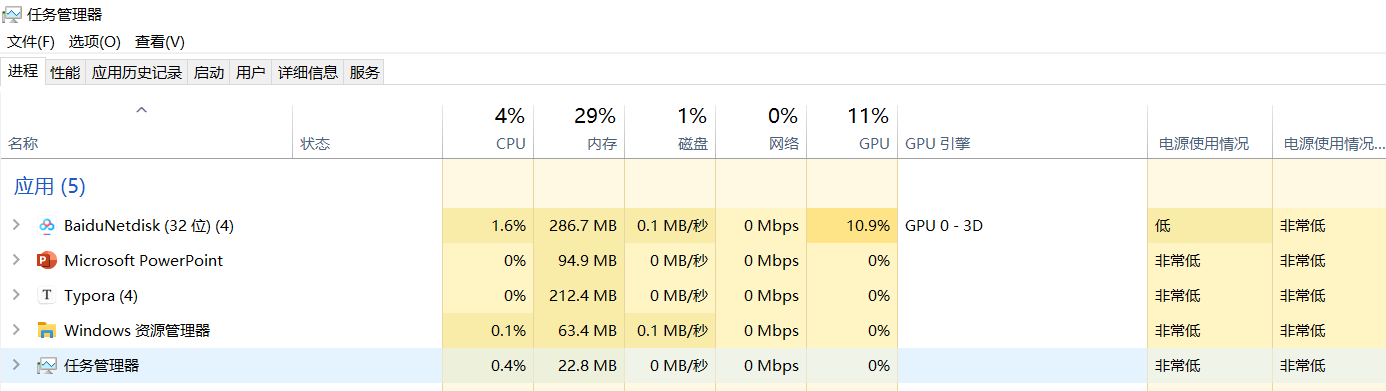 任务管理器
文件(F) 选项(O) 查看(V)
进程 性能 应用历史记录 启动 用户 详细信息 服务
4% 29% 1% 0% 11%
名称 状态 CPU 内存 磁盘 网络 GPU GPU 引擎 电源使用情况 电源使用情况...
应用 (5)
BaiduNetdisk (32 位) (4) 1.6% 286.7 MB 0.1 MB/秒 0 Mbps 10.9% GPU 0 - 3D 低 非常低
Microsoft PowerPoint 0% 94.9 MB 0 MB/秒 0 Mbps 0% 非常低 非常低
T Typora (4) 0% 212.4 MB 0 MB/秒 0 Mbps 0% 非常低 非常低
Windows 资源管理器 0.1% 63.4 MB 0.1 MB/秒 0 Mbps 0% 非常低 非常低
任务管理器 0.4% 22.8 MB 0 MB/秒 0 Mbps 0% 非常低 非常低